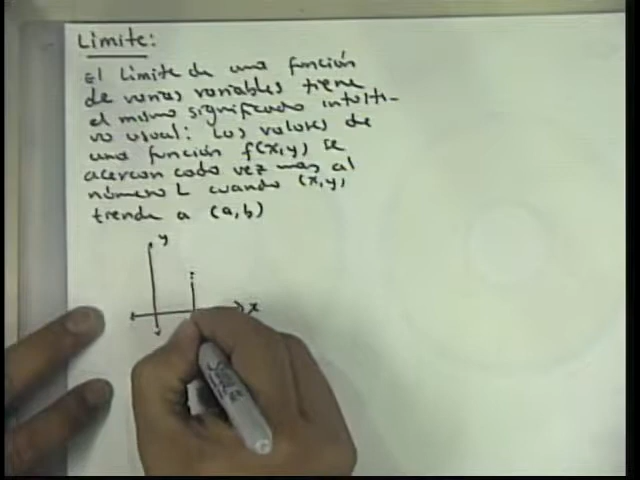 Limite:
El Limite de una función
de varias variables tiene
el mismo significado intuiti-
vo usual: Los valores de
una función f(x,y) se
acercan cada vez mas al
número L cuando (x,y)
tiende a (a,b)
y
x